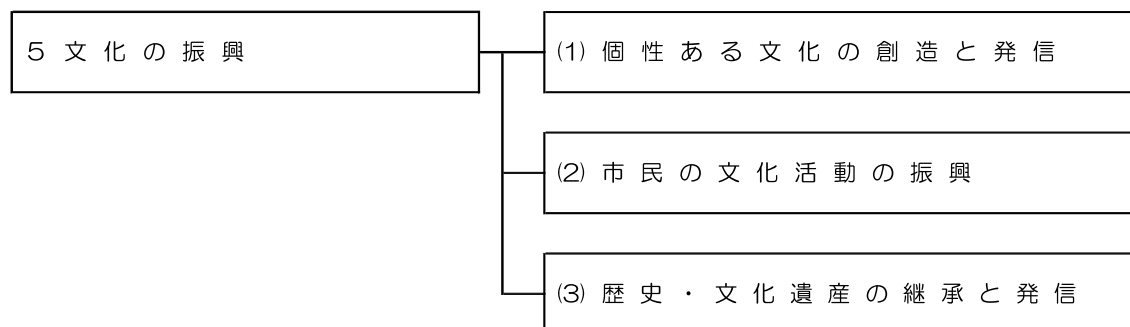 5 文化の振興
(1) 個性ある文化の創造と発信
(2) 市民の文化活動の振興
(3) 歴史・文化遺産の継承と発信